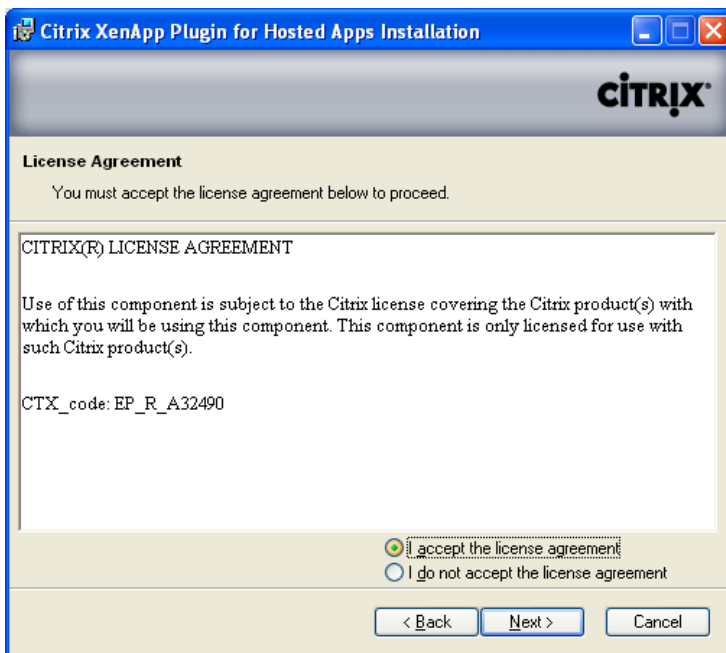 Citrix XenApp Plugin for Hosted Apps Installation
CİTRIX
License Agreement
You must accept the license agreement below to proceed.
CITRIX(R) LICENSE AGREEMENT
Use of this component is subject to the Citrix license covering the Citrix product(s) with
which you will be using this component. This component is only licensed for use with
such Citrix product(s).
CTX_code: EP_R_A32490
I accept the license agreement
I do not accept the license agreement
< Back Next > Cancel